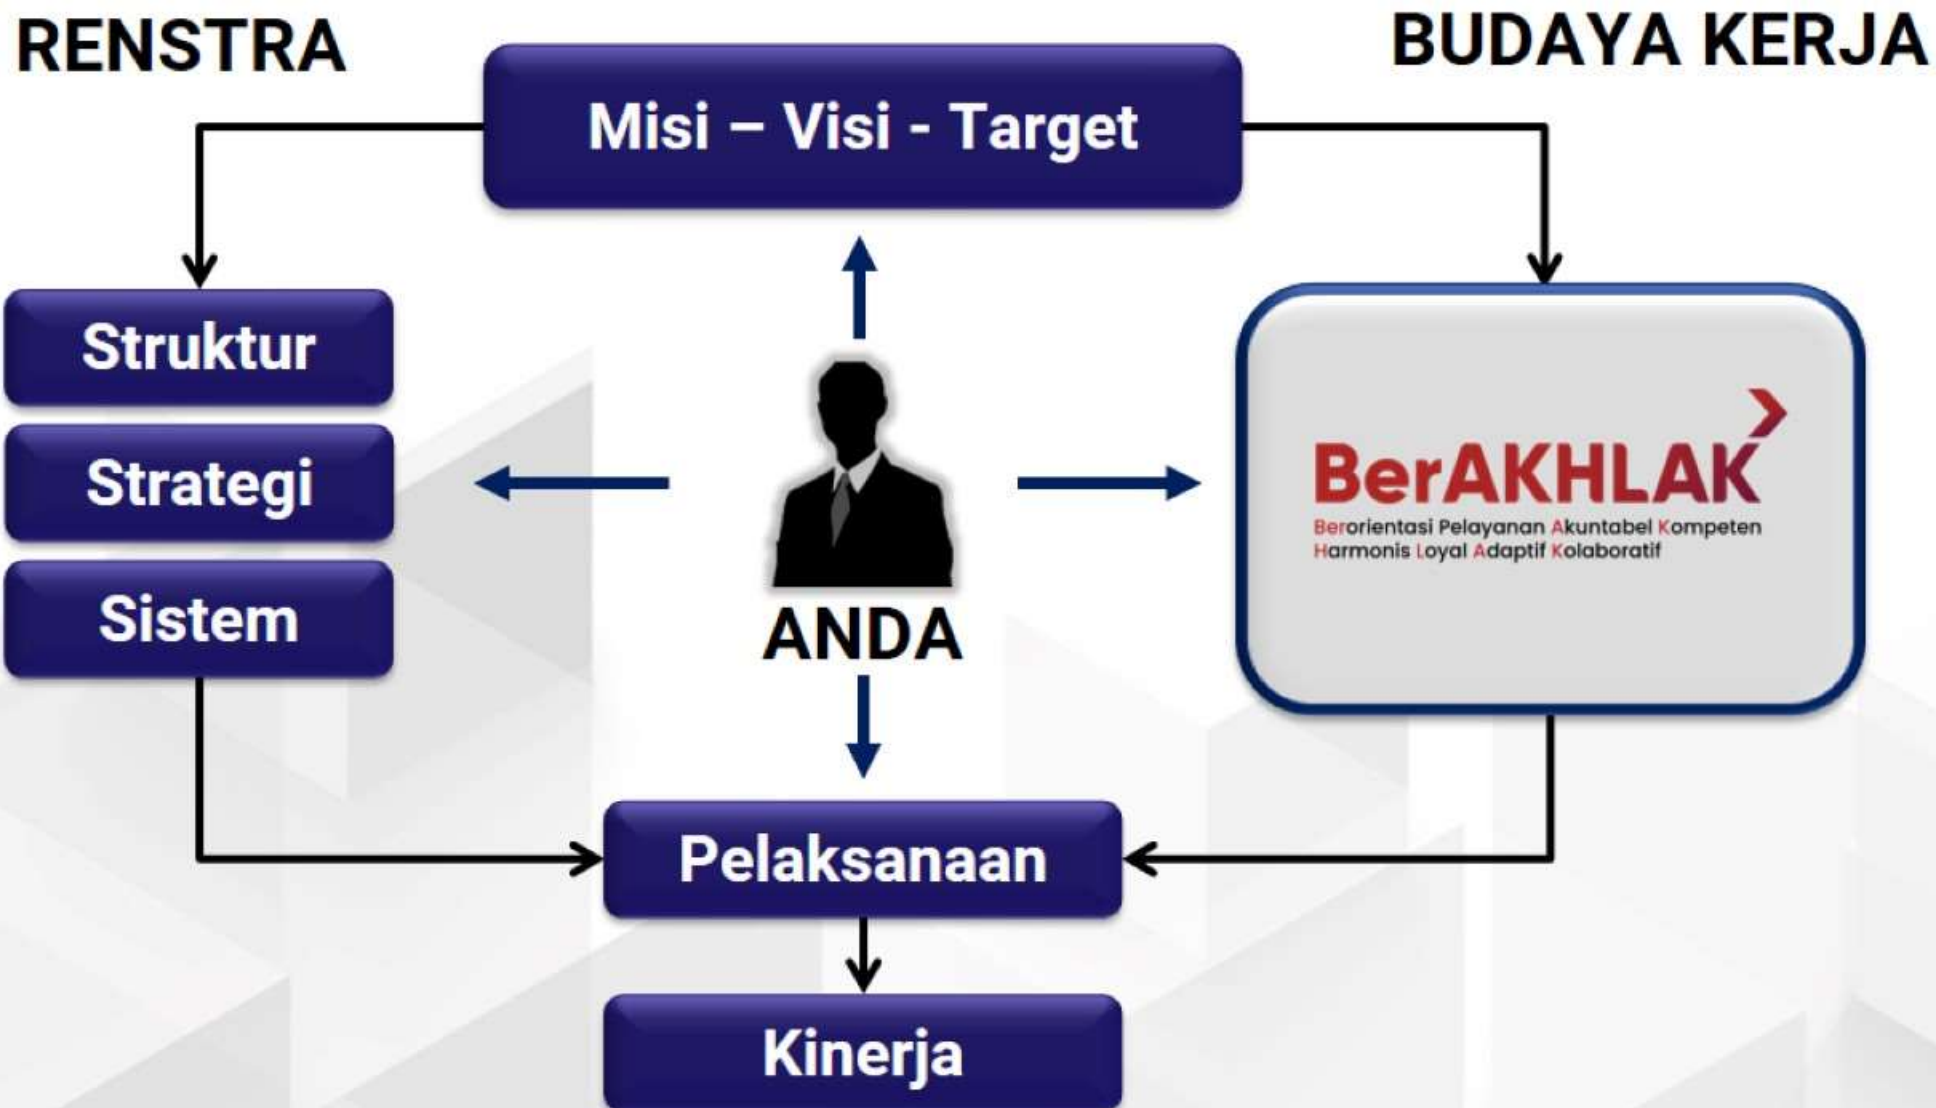 RENSTRA
BUDAYA KERJA
Misi – Visi - Target
Struktur
Strategi
Sistem
ANDA
BerAKHLAK
Berorientasi Pelayanan Akuntabel Kompeten
Harmonis Loyal Adaptif Kolaboratif
Pelaksanaan
Kinerja